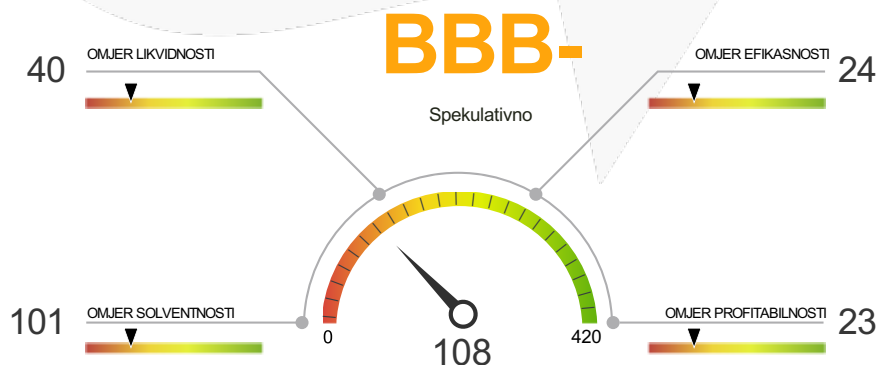 BBB-
40
OMJER LIKVIDNOSTI
OMJER EFIKASNOSTI
24
Spekulativno
101
OMJER SOLVENTNOSTI
0
108
420
OMJER PROFITABILNOSTI
23